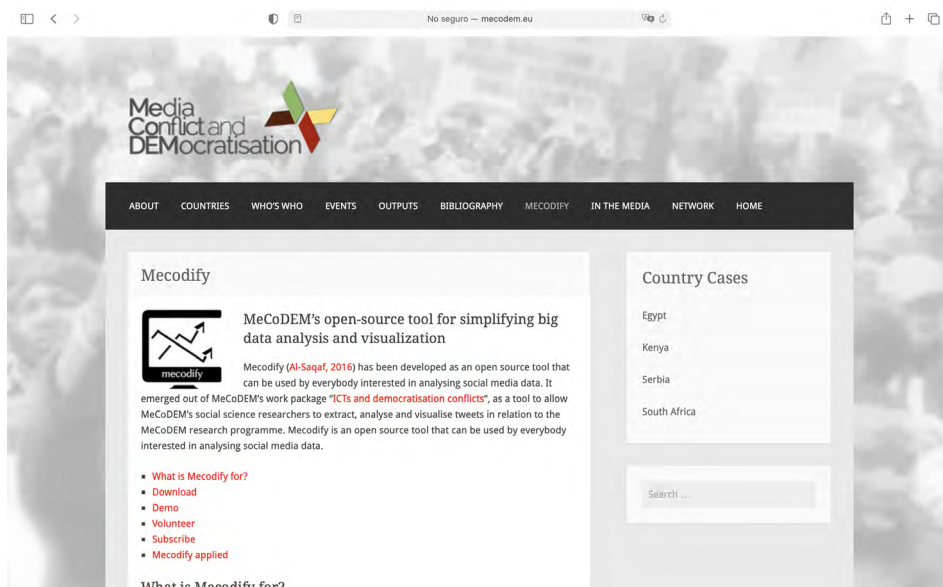 No seguro — mecodem.eu
Media
Conflict and
DEMocratisation
ABOUT COUNTRIES WHO'S WHO EVENTS OUTPUTS BIBLIOGRAPHY MECODIFY IN THE MEDIA NETWORK HOME
Mecodify
mecodify
MeCoDEM's open-source tool for simplifying big
data analysis and visualization
Mecodify (Al-Saqaf, 2016) has been developed as an open source tool that
can be used by everybody interested in analysing social media data. It
emerged out of MeCoDEM's work package “ICTs and democratisation conflicts“, as a tool to allow
MeCoDEM's social science researchers to extract, analyse and visualise tweets in relation to the
MeCoDEM research programme. Mecodify is an open source tool that can be used by everybody
interested in analysing social media data.
What is Mecodify for?
Download
Demo
Volunteer
Subscribe
Mecodify applied
What is Mecodify for?
Country Cases
Egypt
Kenya
Serbia
South Africa
Search ...